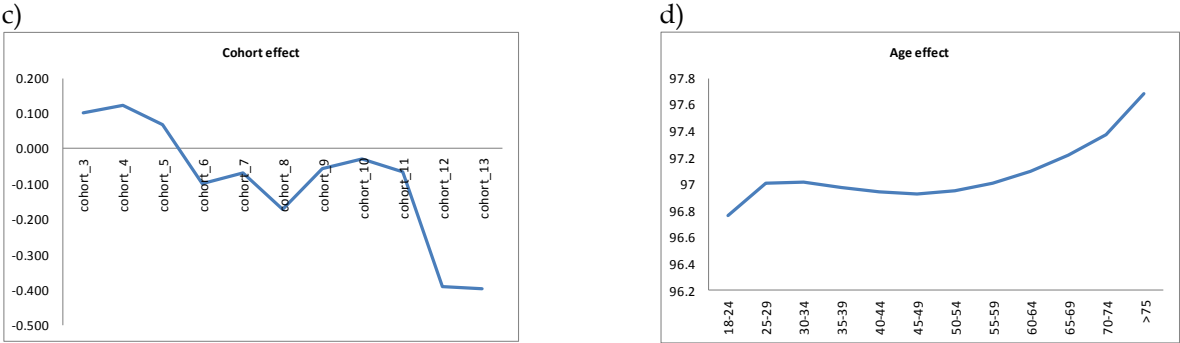 c)
Cohort effect
0.200
0.100
0.000
-0.100
-0.200
-0.300
-0.400
-0.500
cohort_3
cohort_4
cohort_5
cohort_6
cohort_7
cohort_8
cohort_9
cohort_10
cohort_11
cohort_12
cohort_13
d)
Age effect
97.8
97.6
97.4
97.2
97
96.8
96.6
96.4
96.2
18-24
25-29
30-34
35-39
40-44
45-49
50-54
55-59
60-64
65-69
70-74
>75